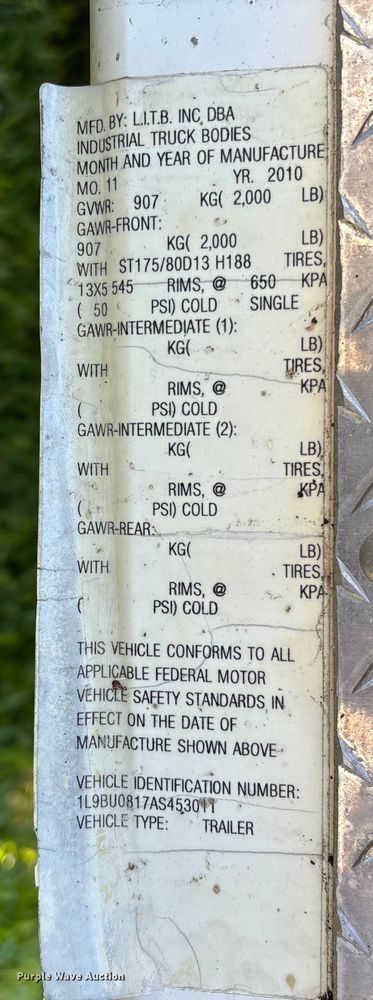 MFD. BY: L.I.T.B. INC, DBA
INDUSTRIAL TRUCK BODIES
MONTH AND YEAR OF MANUFACTURE
MO. 11 YR. 2010
GVWR: 907 KG( 2,000 LB)
GAWR-FRONT:
907 KG( 2,000 LB)
WITH ST175/80D13 H188 TIRES,
13X5 545 RIMS, @ 650 KPA
( 50 PSI) COLD SINGLE
GAWR-INTERMEDIATE (1):
KG( LB)
WITH TIRES,
RIMS, @ KPA
( PSI) COLD
GAWR-INTERMEDIATE (2):
KG( LB)
WITH TIRES,
RIMS, @ KPA
( PSI) COLD
GAWR-REAR:
KG( LB)
WITH TIRES,
RIMS, @ KPA
( PSI) COLD
THIS VEHICLE CONFORMS TO ALL
APPLICABLE FEDERAL MOTOR
VEHICLE SAFETY STANDARDS IN
EFFECT ON THE DATE OF
MANUFACTURE SHOWN ABOVE
VEHICLE IDENTIFICATION NUMBER:
1L9BU0817AS453011
VEHICLE TYPE: TRAILER
Purple Wave Auction